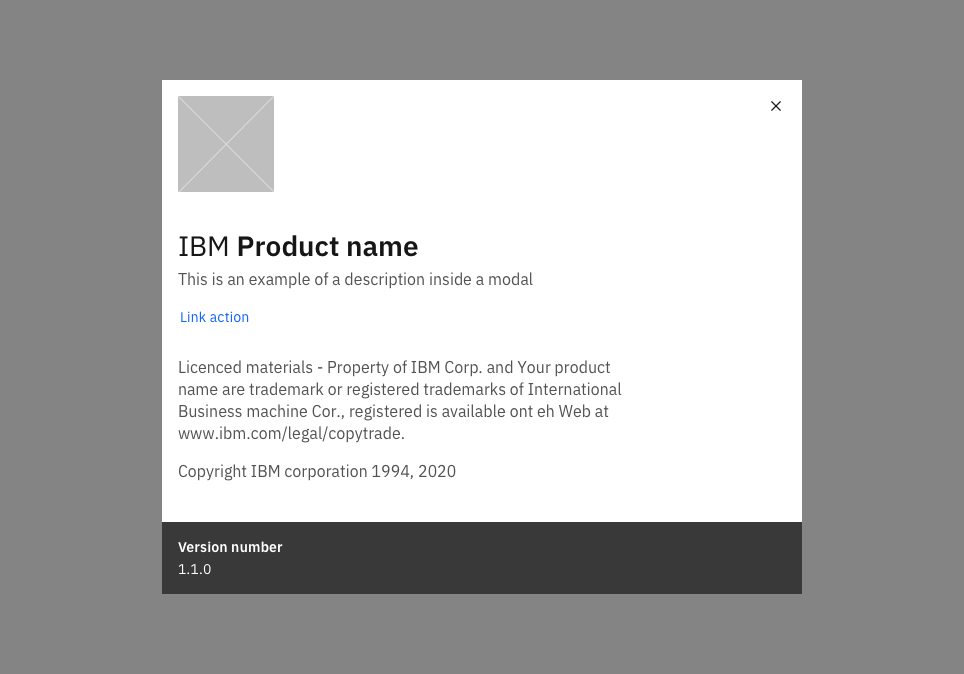 IBM Product name
This is an example of a description inside a modal
Link action
Licenced materials - Property of IBM Corp. and Your product
name are trademark or registered trademarks of International
Business machine Cor., registered is available ont eh Web at
www.ibm.com/legal/copytrade.
Copyright IBM corporation 1994, 2020
Version number
1.1.0